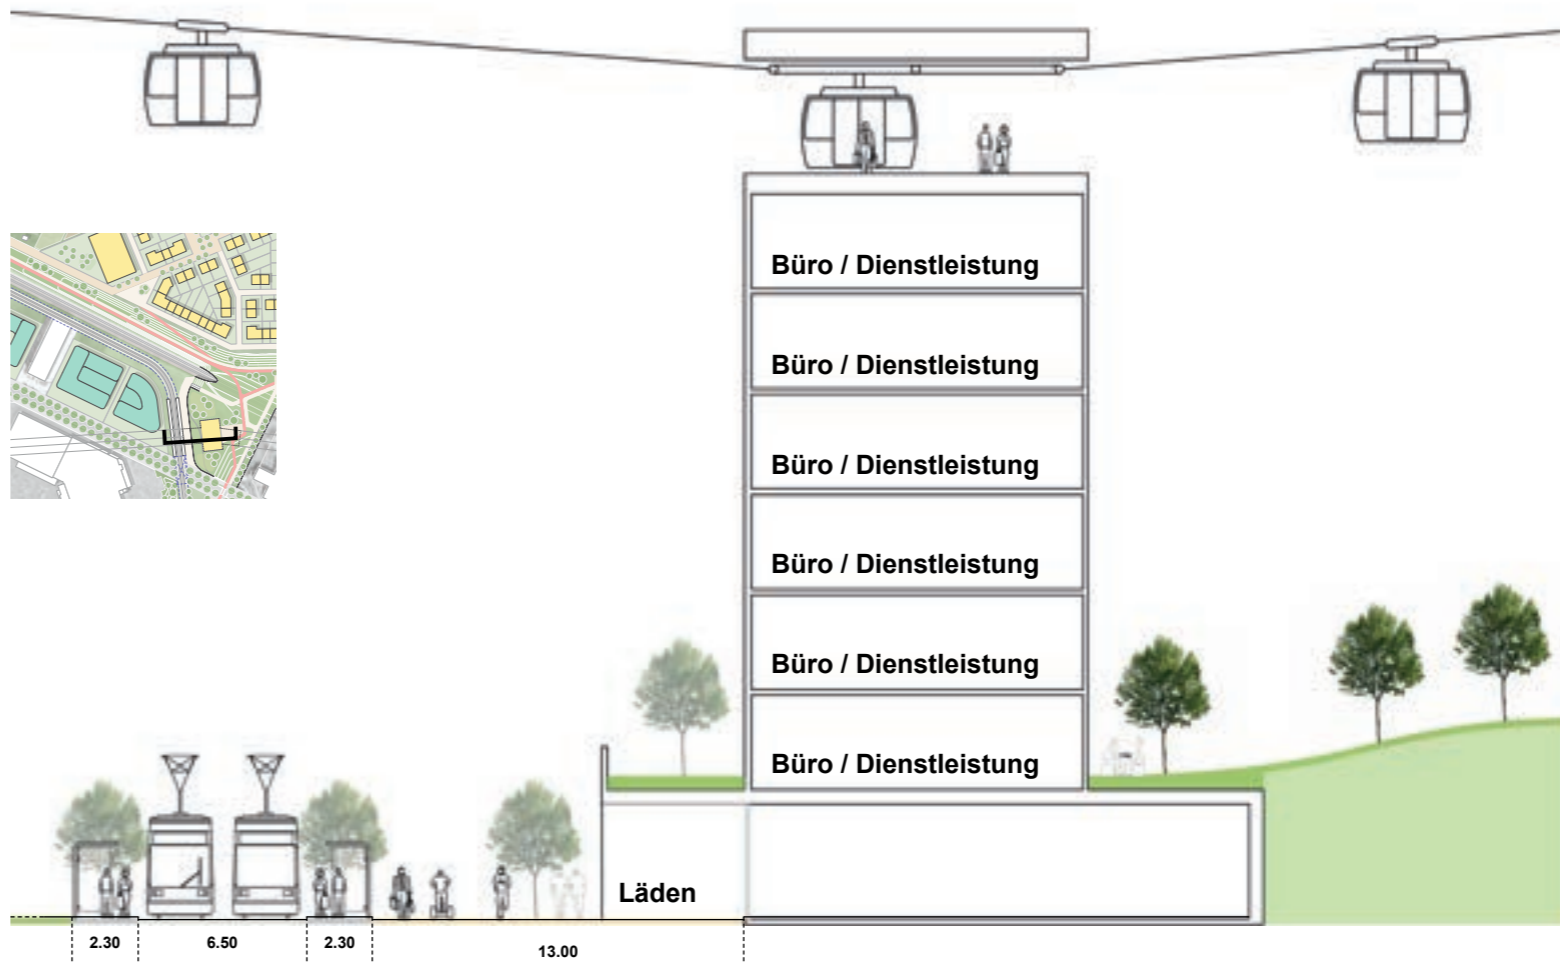 Büro / Dienstleistung
Büro / Dienstleistung
Büro / Dienstleistung
Büro / Dienstleistung
Büro / Dienstleistung
Büro / Dienstleistung
Läden
2.30 6.50 2.30 13.00